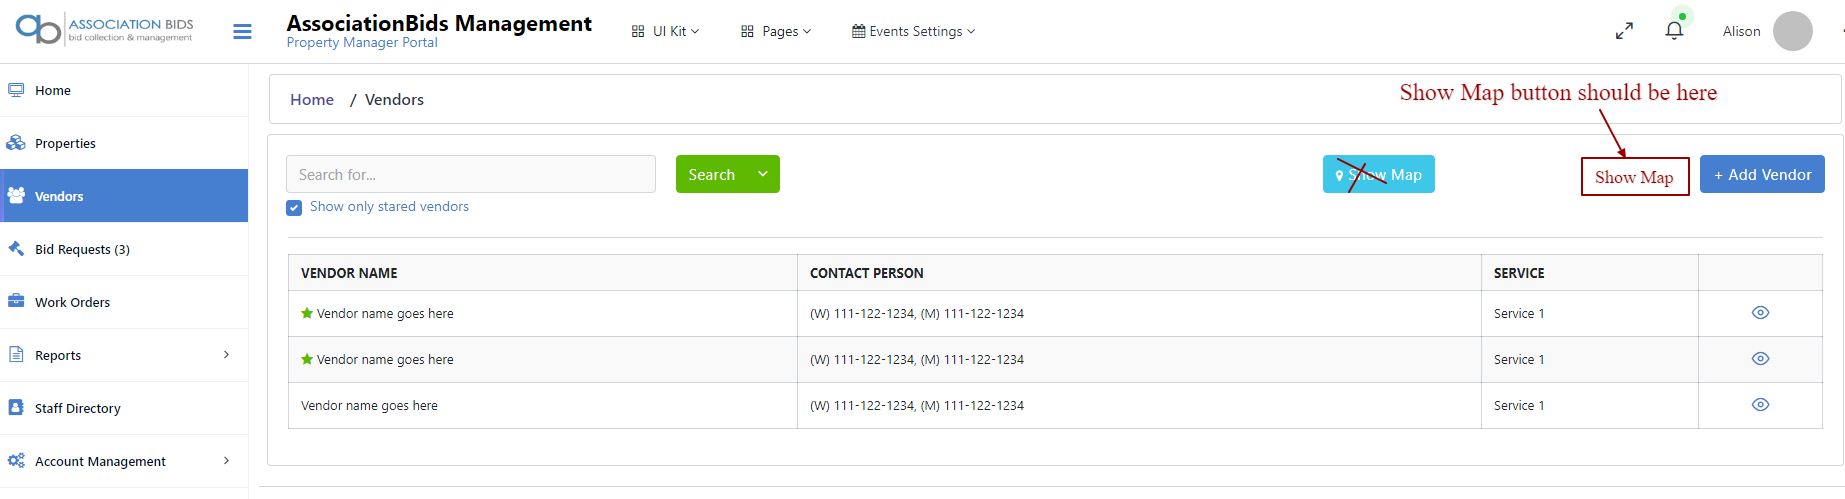 ASSOCIATION BIDS
bid collection & management
AssociationBids Management
Property Manager Portal
UI Kit
Pages
Events Settings
Alison
Home
Properties
Vendors
Bid Requests (3)
Work Orders
Reports
Staff Directory
Account Management
Home / Vendors
Show Map button should be here
Search for...
Search
Show Map
Show Map
+ Add Vendor
Show only stared vendors
VENDOR NAME CONTACT PERSON SERVICE
Vendor name goes here (W) 111-122-1234, (M) 111-122-1234 Service 1
Vendor name goes here (W) 111-122-1234, (M) 111-122-1234 Service 1
Vendor name goes here (W) 111-122-1234, (M) 111-122-1234 Service 1